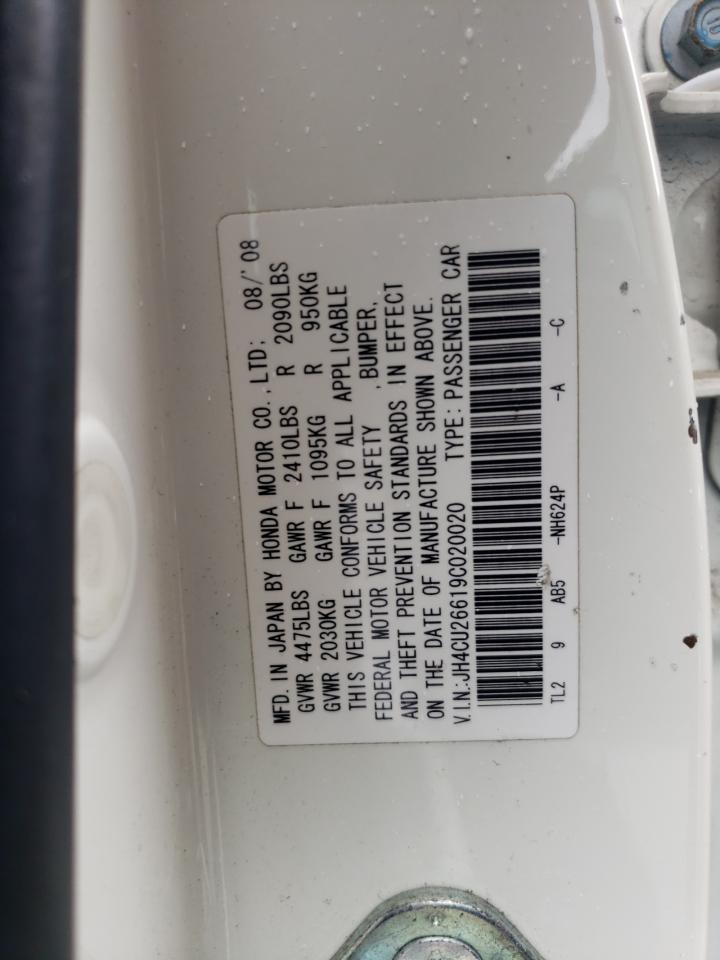 MFD. IN JAPAN BY HONDA MOTOR CO.,LTD; 08/'08
GVWR 4475LBS GAWR F 2410LBS R 2090LBS
GVWR 2030KG GAWR F 1095KG R 950KG
THIS VEHICLE CONFORMS TO ALL APPLICABLE
FEDERAL MOTOR VEHICLE SAFETY ,BUMPER,
AND THEFT PREVENTION STANDARDS IN EFFECT
ON THE DATE OF MANUFACTURE SHOWN ABOVE.
V.I.N:JH4CU26619C020020 TYPE: PASSENGER CAR
TL2 9 AB5 -NH624P -A -C